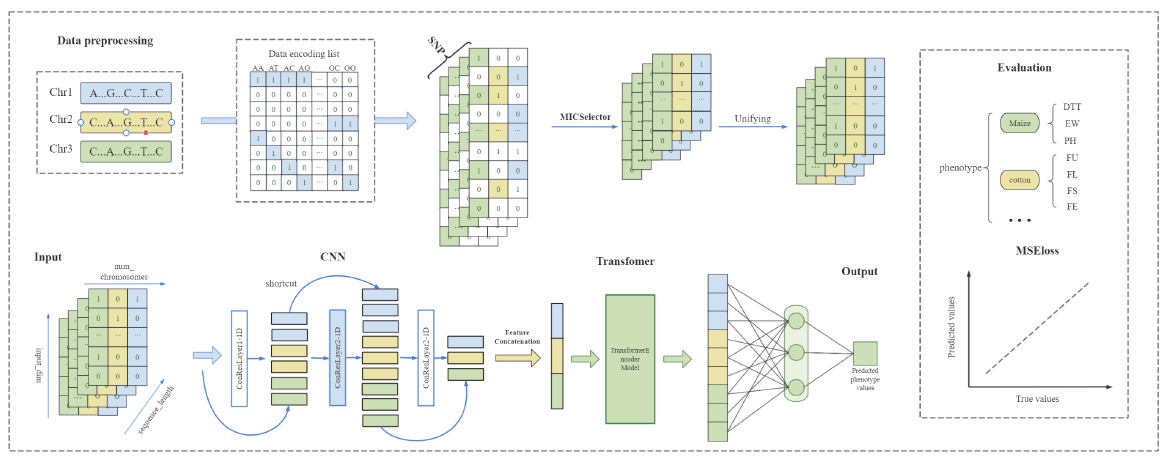 Data preprocessing
Chr1
A...G...C...T...C
Chr2
C...A...G...T...C
Chr3
C...A...G...T...C
Data encoding list
AA AT AC AG ... GC GG
1 1 1 1 ... 0 0
0 0 0 0 ... 0 0
0 0 0 0 ... 0 0
0 0 0 0 ... 1 1
1 0 0 0 ... 0 0
0 1 0 0 ... 0 0
0 0 1 0 ... 1 0
0 0 0 1 ... 0 1
SNP
1 0 0
0 0 1
0 1 0
0 0 0
... ... ...
1 0 0
0 0 1
0 0 1
0 0 0
MICSelector
1 0 1
0 1 0
... ... ...
1 0 0
0 0 1
Unifying
1 0 1
0 1 0
... ... ...
1 0 0
0 0 0
Evaluation
phenotype
Maize
DTT
EW
PH
cotton
FU
FL
FS
FE
...
MSEloss
Predicted values
True values
Input
num_
chromosomes
1 0 1
0 1 0
... ... ...
1 0 0
0 0 0
sequence_length
CNN
shortcut
ConResLayer1-1D
ConResLayer2-1D
ConResLayer2-1D
Feature
Concatenation
Transfomer
TransformerE
ncoder
Model
Output
Predicted
phenotype
values